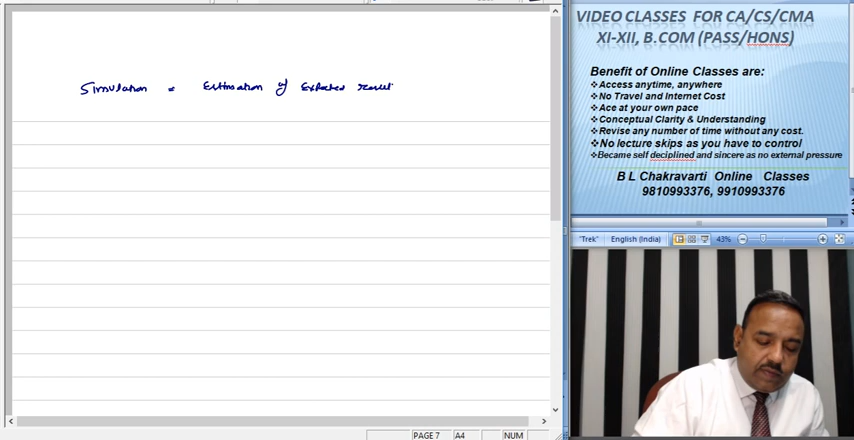 Simulation = Estimation of Expected result
PAGE 7 A4 NUM
VIDEO CLASSES FOR CA/CS/CMA
XI-XII, B.COM (PASS/HONS)
Benefit of Online Classes are:
❖Access anytime, anywhere
❖No Travel and Internet Cost
❖Ace at your own pace
❖Conceptual Clarity & Understanding
❖Revise any number of time without any cost.
❖No lecture skips as you have to control
❖Became self deciplined and sincere as no external pressure
B L Chakravarti Online Classes
9810993376, 9910993376
"Trek" English (India) 43%